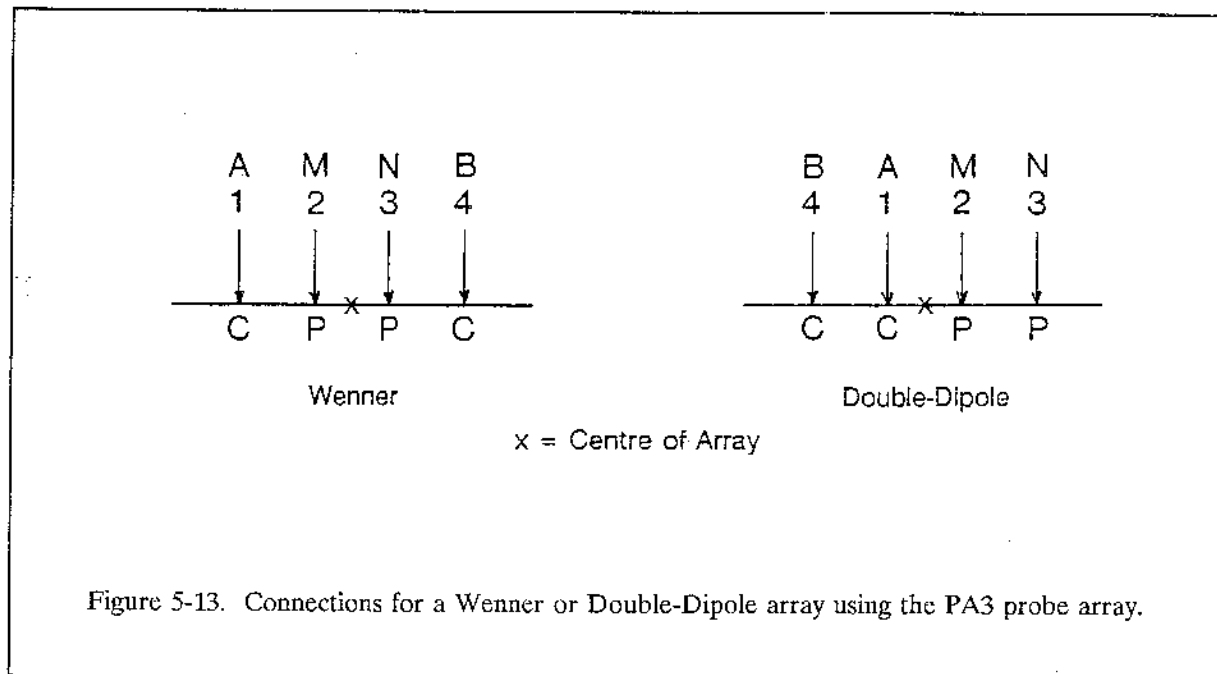 A M N B
1 2 3 4
C P P C
Wenner
B A M N
4 1 2 3
C C P P
Double-Dipole
x
x
x = Centre of Array
Figure 5-13. Connections for a Wenner or Double-Dipole array using the PA3 probe array.